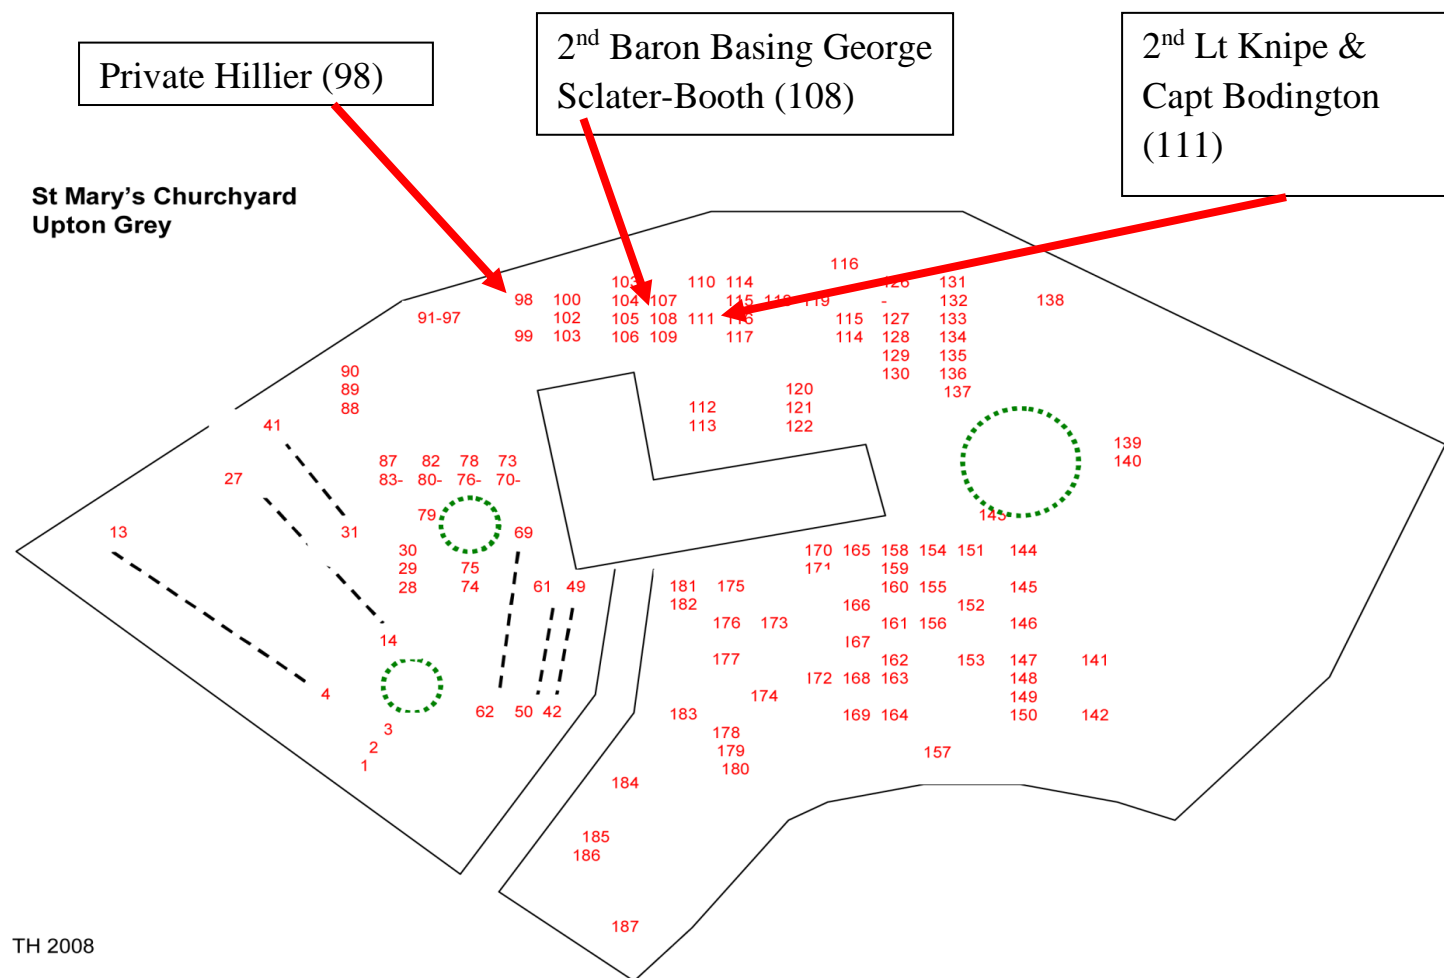 Private Hillier (98)
2nd Baron Basing George
Sclater-Booth (108)
2nd Lt Knipe &
Capt Bodington
(111)
St Mary's Churchyard
Upton Grey
116
103 110 114 131
98 100 104 107 115 119 - 132 138
91-97 102 105 108 111 116 115 127 133
99 103 106 109 117 114 128 134
129 135
90 130 136
89 120 137
88 112 121
41 113 122
139
87 82 78 73 140
27 83- 80- 76- 70-
79 143
13 31 69
30 170 165 158 154 151 144
29 75 171 159
28 74 61 49 181 175 160 155 145
182 166 152
176 173 161 156 146
14 I67
177 162 153 147 141
I72 168 163 148
4 174 149
62 50 42 183 169 164 150 142
3 178
2 179 157
1 180
184
185
186
187
TH 2008